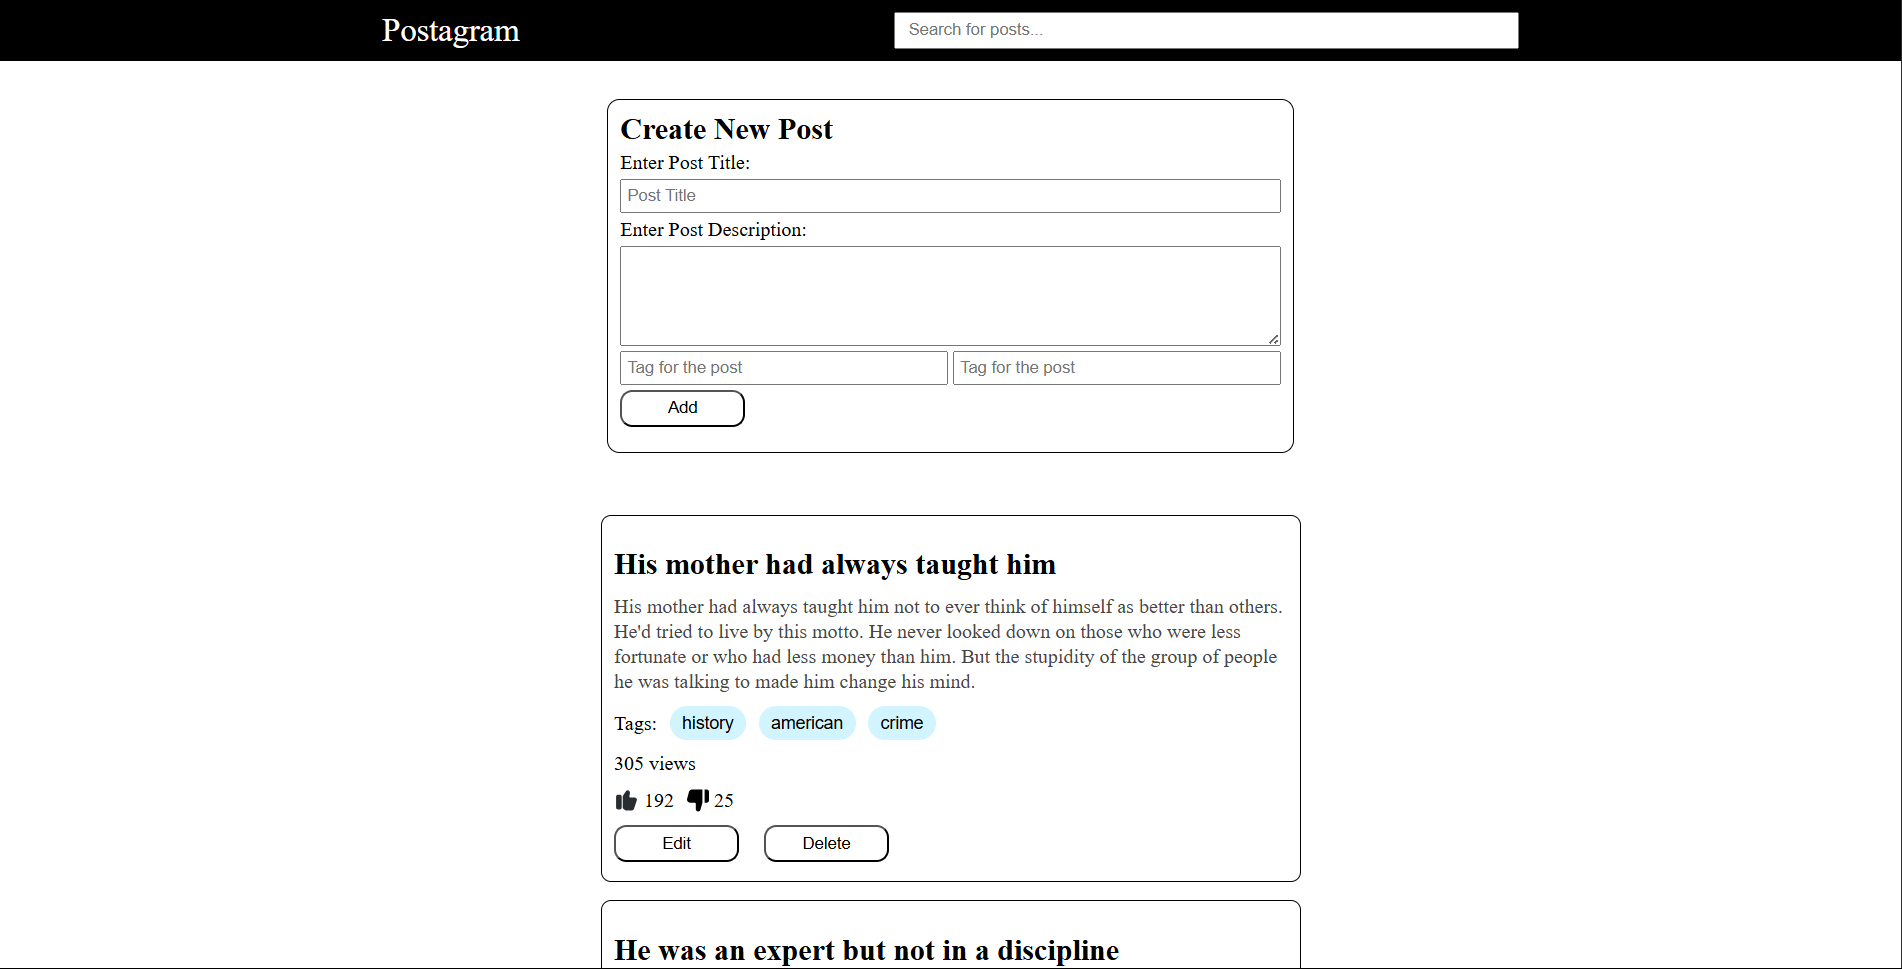 Postagram
Search for posts...
Create New Post
Enter Post Title:
Post Title
Enter Post Description:
Tag for the post Tag for the post
Add
His mother had always taught him
His mother had always taught him not to ever think of himself as better than others.
He'd tried to live by this motto. He never looked down on those who were less
fortunate or who had less money than him. But the stupidity of the group of people
he was talking to made him change his mind.
Tags: history american crime
305 views
192 25
Edit Delete
He was an expert but not in a discipline